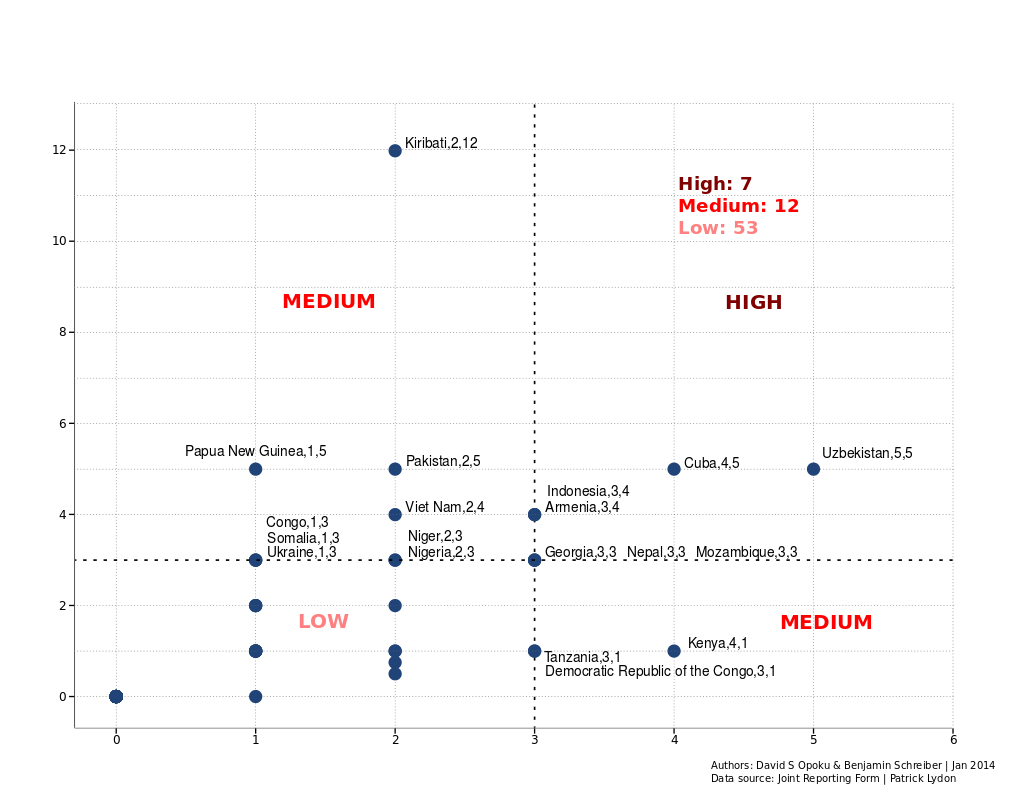 12
Kiribati,2,12
High: 7
Medium: 12
Low: 53
10
MEDIUM
HIGH
8
6
Papua New Guinea,1,5
Pakistan,2,5
Cuba,4,5
Uzbekistan,5,5
Indonesia,3,4
Viet Nam,2,4
Armenia,3,4
4
Congo,1,3
Somalia,1,3
Ukraine,1,3
Niger,2,3
Nigeria,2,3
Georgia,3,3 Nepal,3,3 Mozambique,3,3
2
LOW
MEDIUM
Kenya,4,1
Tanzania,3,1
Democratic Republic of the Congo,3,1
0
0 1 2 3 4 5 6
Authors: David S Opoku & Benjamin Schreiber | Jan 2014
Data source: Joint Reporting Form | Patrick Lydon